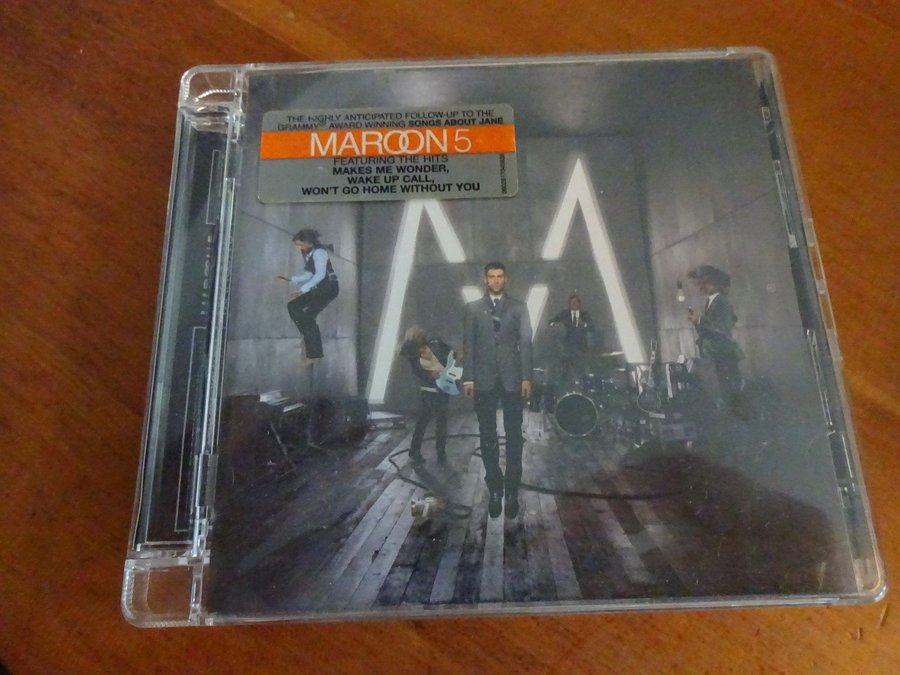 THE HIGHLY ANTICIPATED FOLLOW-UP TO THE
GRAMMY® AWARD WINNING SONGS ABOUT JANE
MAROON 5
FEATURING THE HITS
MAKES ME WONDER,
WAKE UP CALL,
WON'T GO HOME WITHOUT YOU